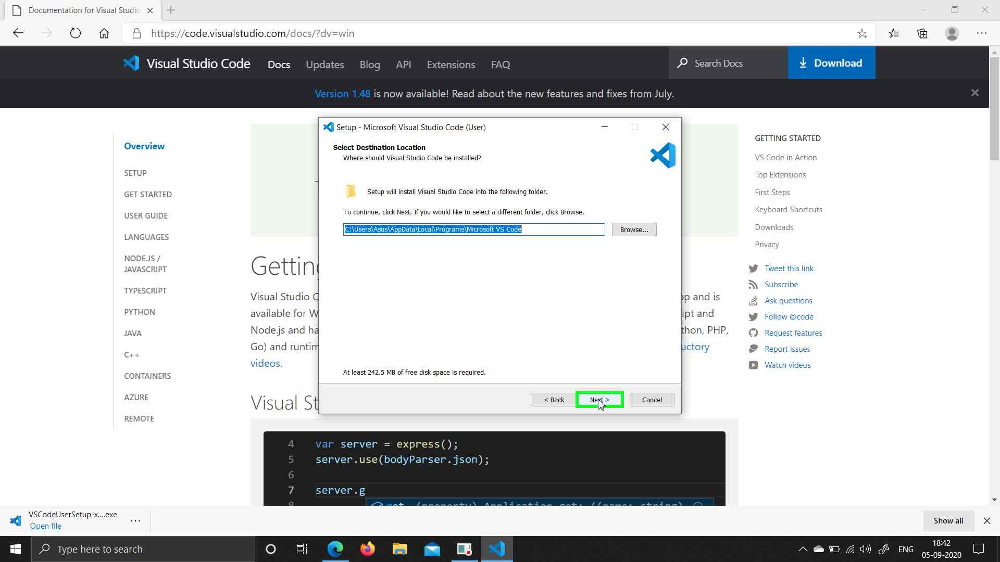 Documentation for Visual Studio
https://code.visualstudio.com/docs/?dv=win
Visual Studio Code
Docs
Updates
Blog
API
Extensions
FAQ
Search Docs
Download
Version 1.48 is now available! Read about the new features and fixes from July.
Overview
SETUP
GET STARTED
USER GUIDE
LANGUAGES
NODE.JS /
JAVASCRIPT
TYPESCRIPT
PYTHON
JAVA
C++
CONTAINERS
AZURE
REMOTE
Setup - Microsoft Visual Studio Code (User)
Select Destination Location
Where should Visual Studio Code be installed?
Setup will install Visual Studio Code into the following folder.
To continue, click Next. If you would like to select a different folder, click Browse.
C:\Users\Asus\AppData\Local\Programs\Microsoft VS Code
Browse...
At least 242.5 MB of free disk space is required.
< Back
Next >
Cancel
Getting
Visual Studio C
op and is
available for W
ipt and
Node.js and ha
thon, PHP,
Go) and runtim
uctory
videos.
Visual St
4 var server = express();
5 server.use(bodyParser.json);
6
7 server.g
8 get (property) Application.get: ((name: string)
GETTING STARTED
VS Code in Action
Top Extensions
First Steps
Keyboard Shortcuts
Downloads
Privacy
Tweet this link
Subscribe
Ask questions
Follow @code
Request features
Report issues
Watch videos
VSCodeUserSetup-x....exe
Open file
Show all
Type here to search
ENG
18:42
05-09-2020